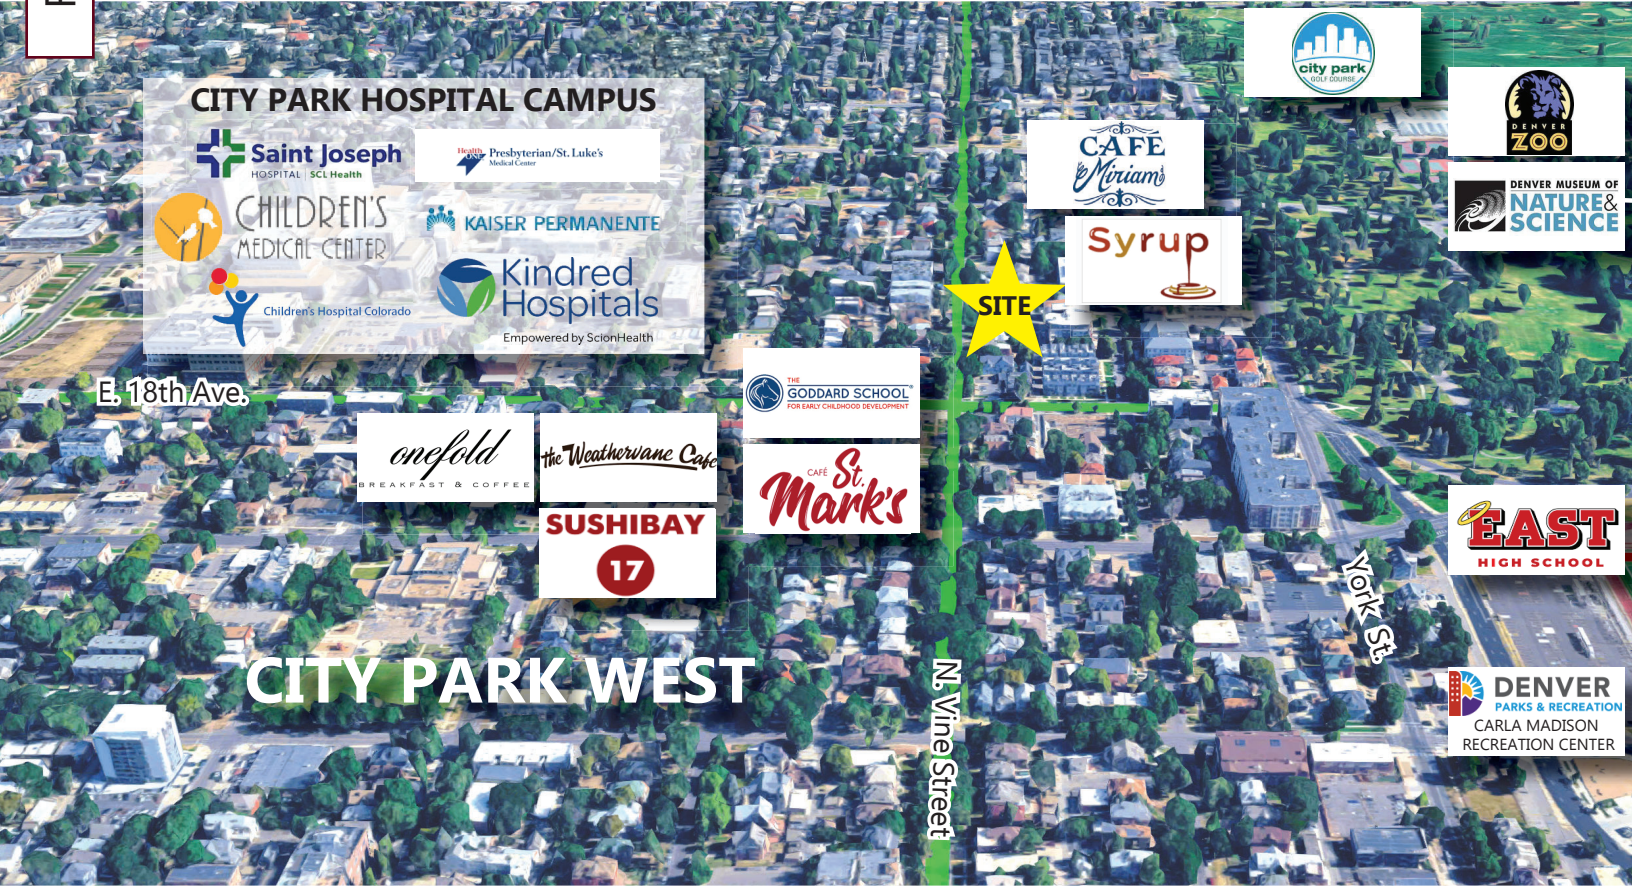 CITY PARK HOSPITAL CAMPUS
Saint Joseph
HOSPITAL | SCL Health
HealthONE
Presbyterian/St. Luke's
Medical Center
CHILDREN'S
MEDICAL CENTER
KAISER PERMANENTE
Children's Hospital Colorado
Kindred
Hospitals
Empowered by ScionHealth
city park
GOLF COURSE
DENVER
ZOO
DENVER MUSEUM OF
NATURE&
SCIENCE
CAFE
Miriam
Syrup
SITE
E. 18th Ave.
THE
GODDARD SCHOOL®
FOR EARLY CHILDHOOD DEVELOPMENT
onefold
BREAKFAST & COFFEE
the Weathervane Cafe
CAFÉ
St.
Mark's
SUSHIBAY
17
EAST
HIGH SCHOOL
York St.
CITY PARK WEST
N. Vine Street
DENVER
PARKS & RECREATION
CARLA MADISON
RECREATION CENTER